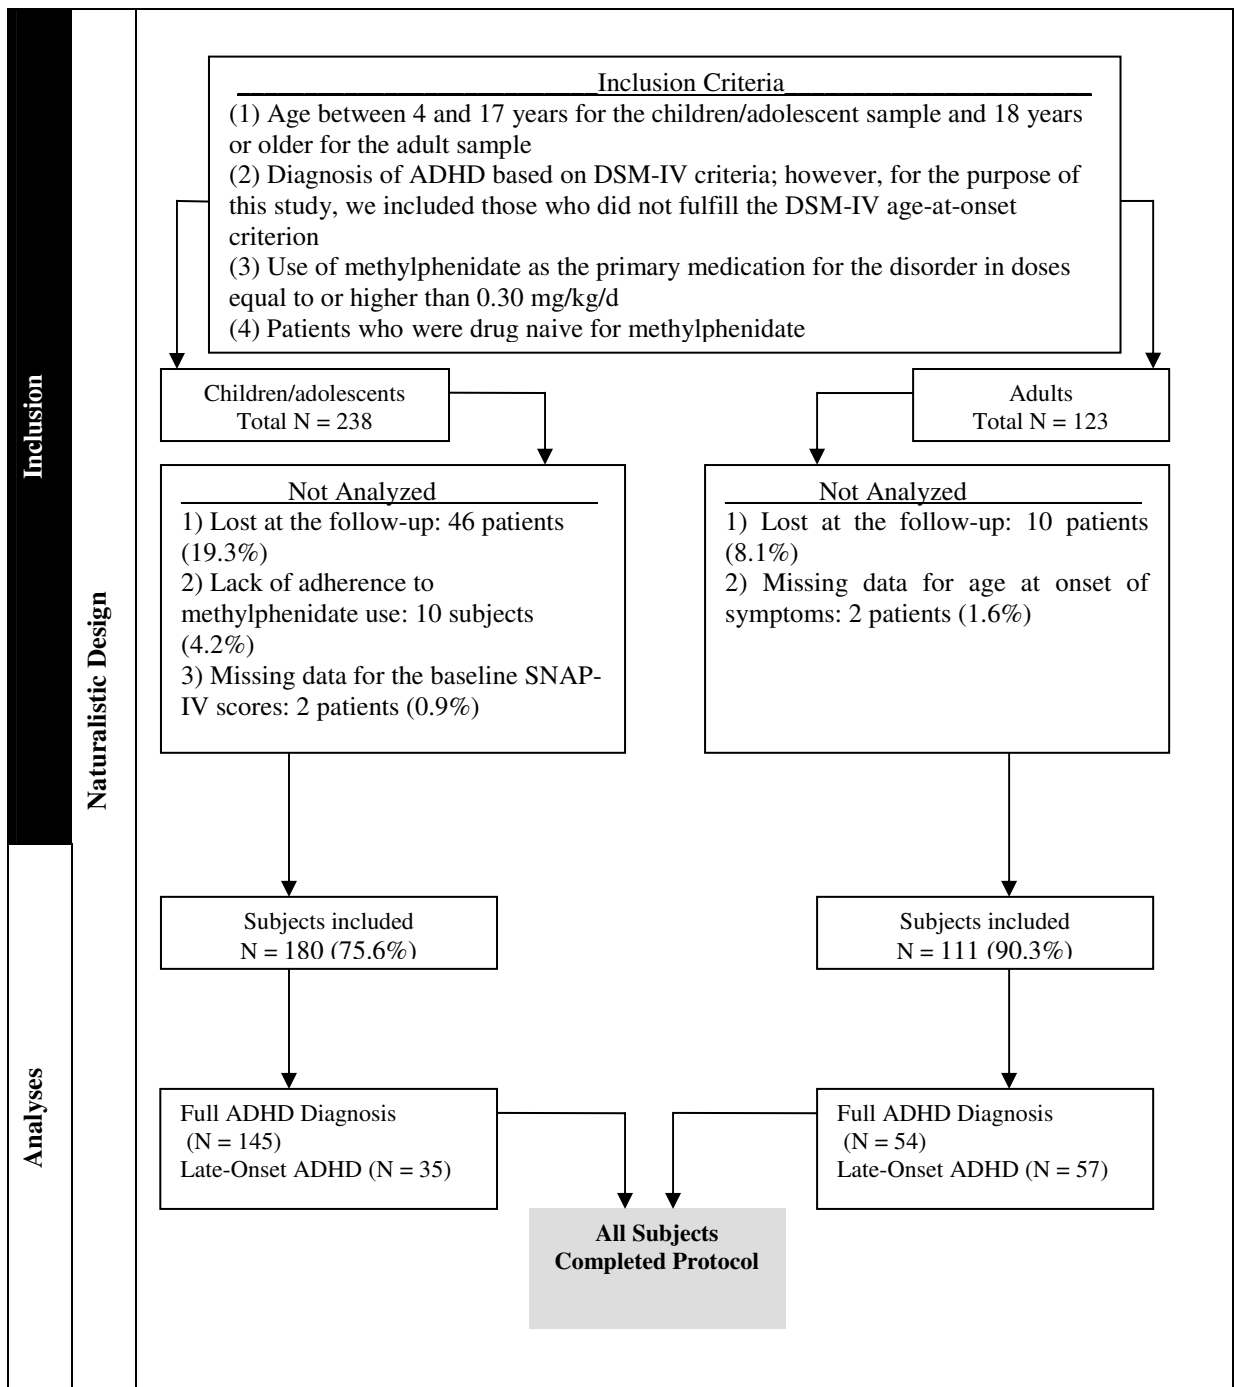 Inclusion
Naturalistic Design
Analyses
Inclusion Criteria
(1) Age between 4 and 17 years for the children/adolescent sample and 18 years
or older for the adult sample
(2) Diagnosis of ADHD based on DSM-IV criteria; however, for the purpose of
this study, we included those who did not fulfill the DSM-IV age-at-onset
criterion
(3) Use of methylphenidate as the primary medication for the disorder in doses
equal to or higher than 0.30 mg/kg/d
(4) Patients who were drug naive for methylphenidate
Children/adolescents
Total N = 238
Adults
Total N = 123
Not Analyzed
1) Lost at the follow-up: 46 patients
(19.3%)
2) Lack of adherence to
methylphenidate use: 10 subjects
(4.2%)
3) Missing data for the baseline SNAP-
IV scores: 2 patients (0.9%)
Not Analyzed
1) Lost at the follow-up: 10 patients
(8.1%)
2) Missing data for age at onset of
symptoms: 2 patients (1.6%)
Subjects included
N = 180 (75.6%)
Subjects included
N = 111 (90.3%)
Full ADHD Diagnosis
(N = 145)
Late-Onset ADHD (N = 35)
Full ADHD Diagnosis
(N = 54)
Late-Onset ADHD (N = 57)
All Subjects
Completed Protocol